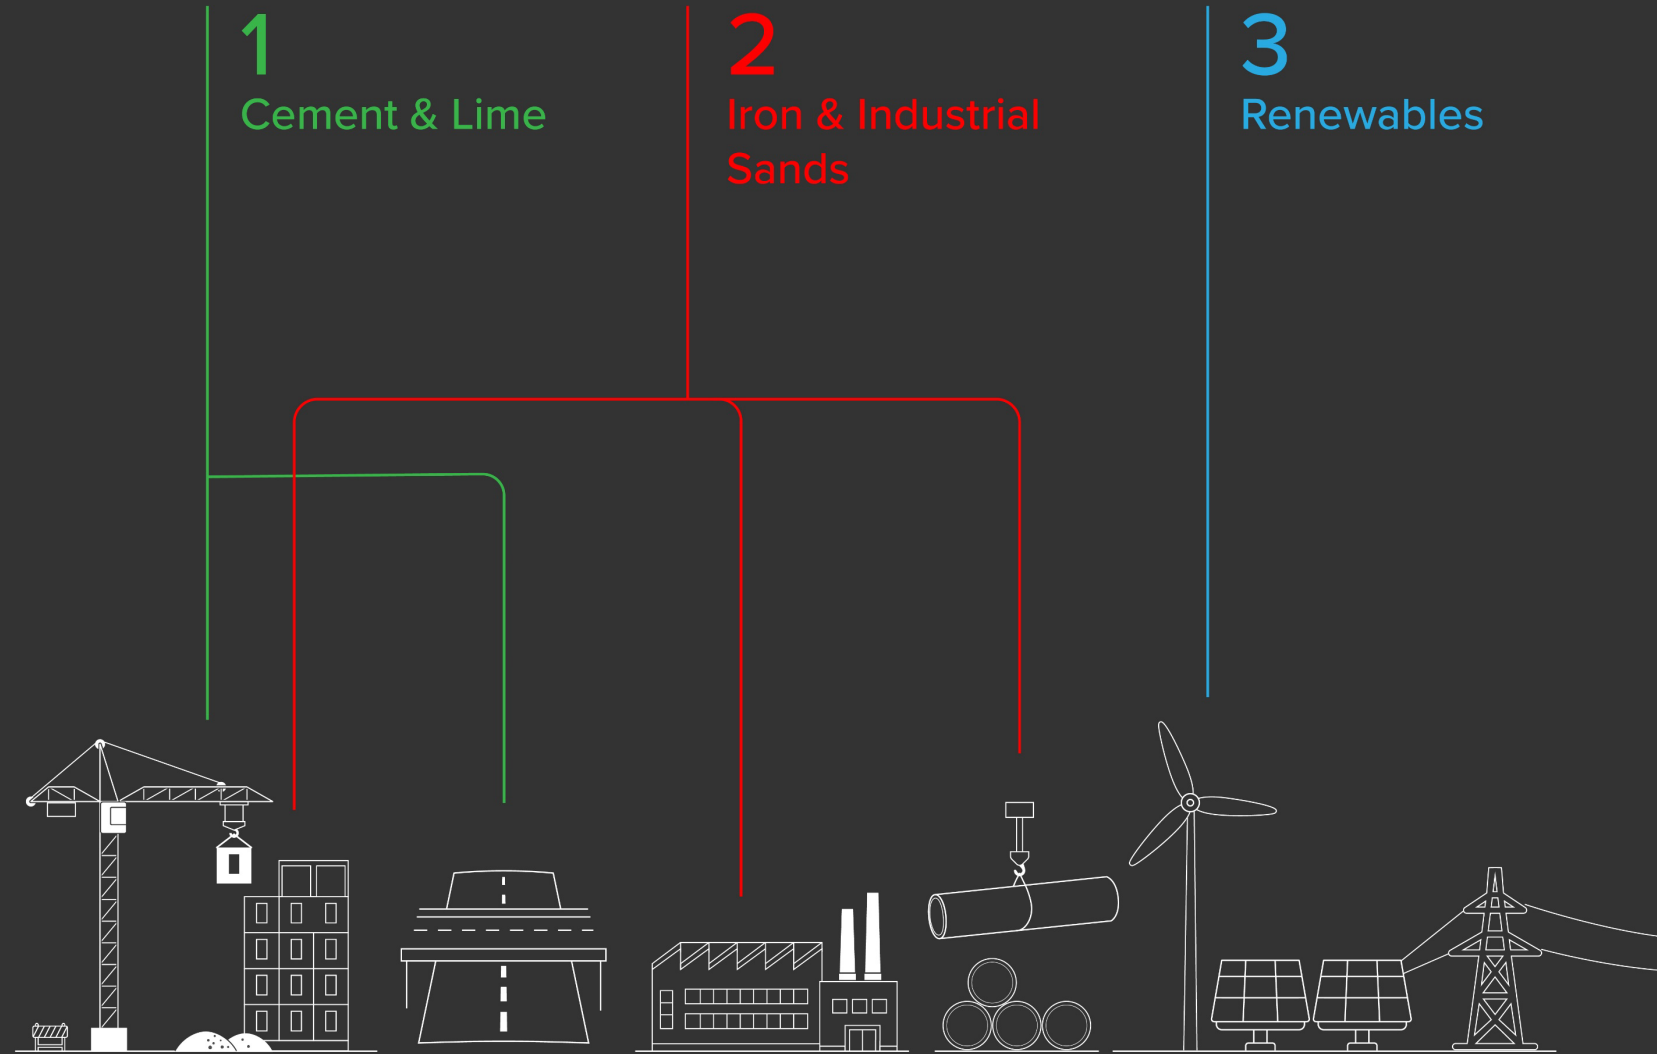 1
Cement & Lime
2
Iron & Industrial
Sands
3
Renewables